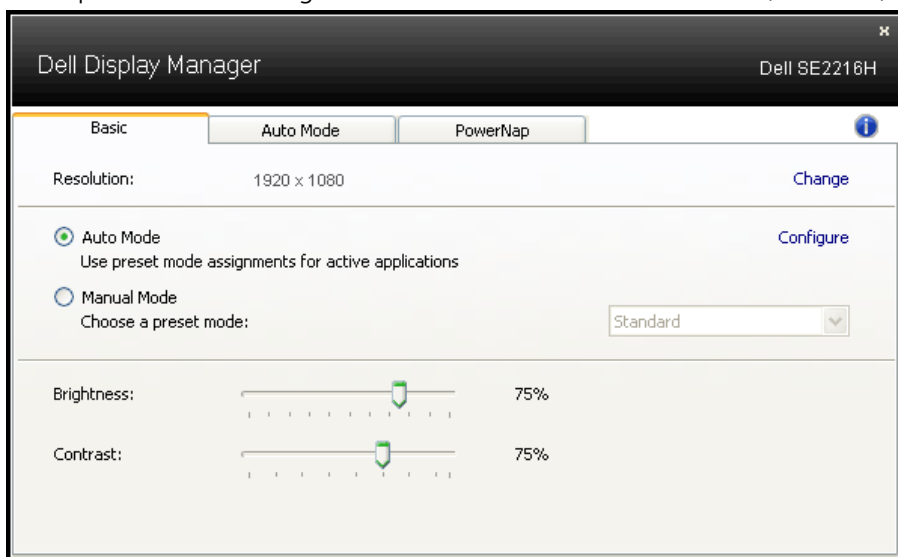 Dell Display Manager
Dell SE2216H
Basic Auto Mode PowerNap
Resolution: 1920 x 1080 Change
Auto Mode Configure
Use preset mode assignments for active applications
Manual Mode
Choose a preset mode: Standard
Brightness: 75%
Contrast: 75%